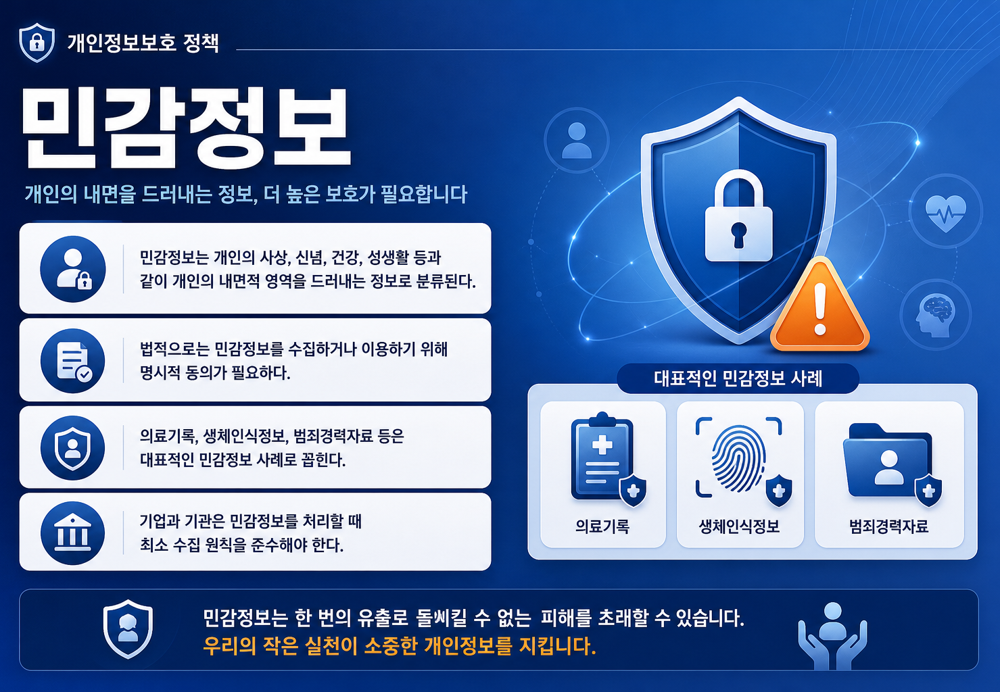 개인정보보호 정책
민감정보
개인의 내면을 드러내는 정보, 더 높은 보호가 필요합니다
민감정보는 개인의 사상, 신념, 건강, 성생활 등과
같이 개인의 내면적 영역을 드러내는 정보로 분류된다.
법적으로는 민감정보를 수집하거나 이용하기 위해
명시적 동의가 필요하다.
의료기록, 생체인식정보, 범죄경력자료 등은
대표적인 민감정보 사례로 꼽힌다.
기업과 기관은 민감정보를 처리할 때
최소 수집 원칙을 준수해야 한다.
대표적인 민감정보 사례
의료기록
생체인식정보
범죄경력자료
민감정보는 한 번의 유출로 수 없는 피해를 초래할 수 있습니다.
우리의 작은 실천이 소중한 개인정보를 지킵니다.